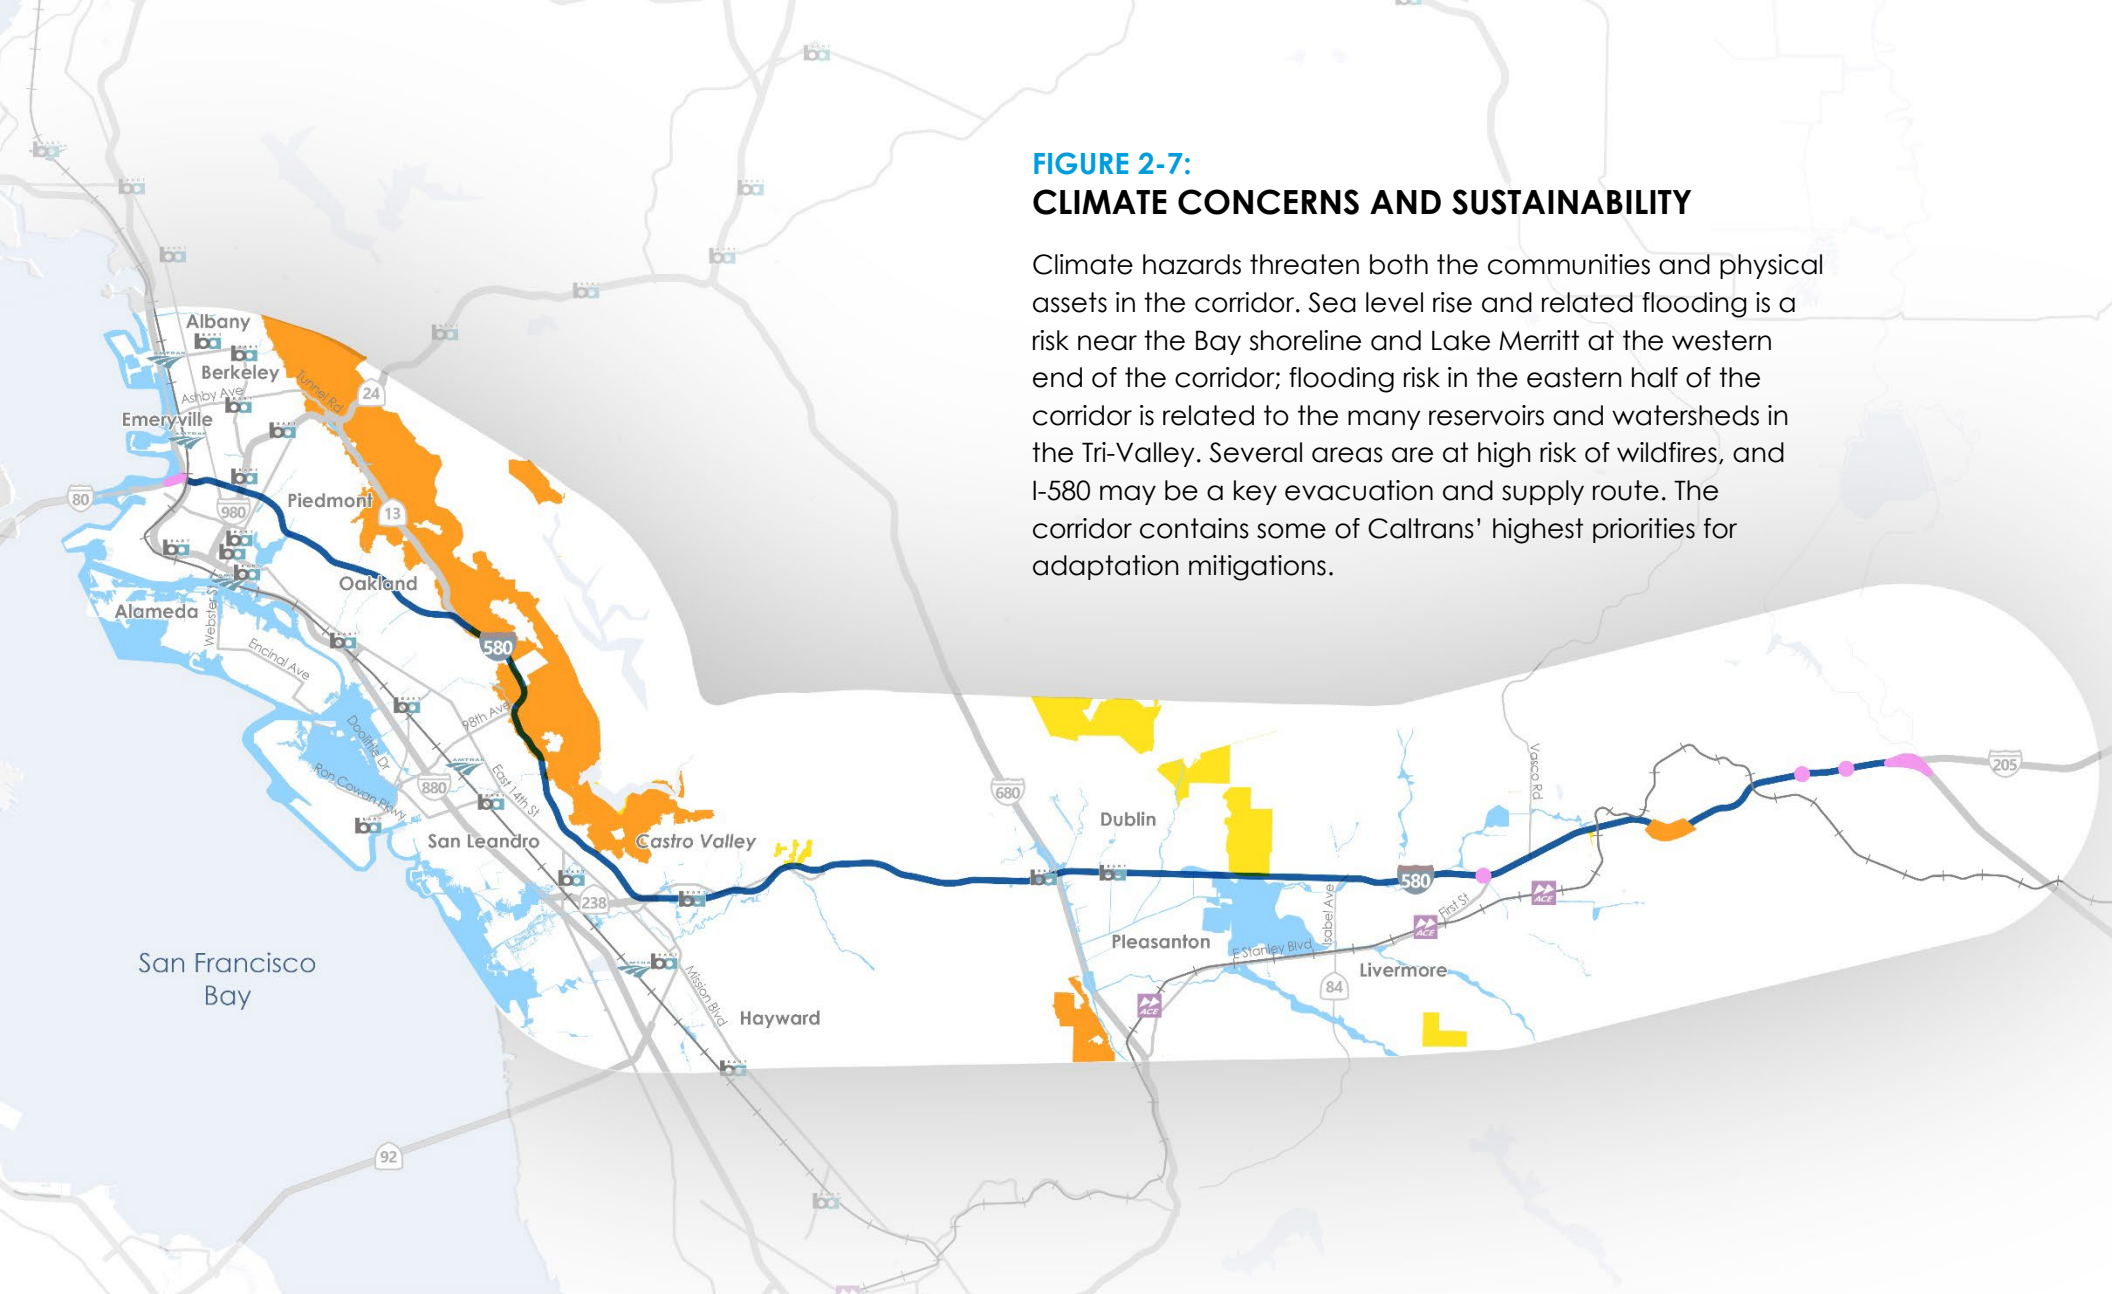 FIGURE 2-7:
CLIMATE CONCERNS AND SUSTAINABILITY
Climate hazards threaten both the communities and physical
assets in the corridor. Sea level rise and related flooding is a
risk near the Bay shoreline and Lake Merritt at the western
end of the corridor; flooding risk in the eastern half of the
corridor is related to the many reservoirs and watersheds in
the Tri-Valley. Several areas are at high risk of wildfires, and
I-580 may be a key evacuation and supply route. The
corridor contains some of Caltrans’ highest priorities for
adaptation mitigations.
Albany
Berkeley
Tunnel Rd
24
Ashby Ave
Emeryville
80
980
Piedmont
13
Oakland
Alameda
Webster St
Encinal Ave
580
98th Ave
Doolittle Dr
Ron Cowan Pkwy
880
East 14th St
San Leandro
Castro Valley
238
Mission Blvd
Hayward
San Francisco
Bay
92
680
Dublin
Pleasanton
E Stanley Blvd
Isabel Ave
84
Livermore
First St
580
Vasco Rd
205
ACE
ACE
ACE